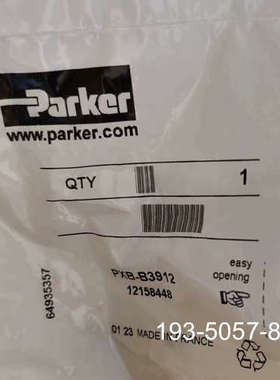 Parker
www.parker.com
QTY 1
PXB-B3912
12158448
easy
opening
64935357
01 23 MADE IN FRANCE
193-5057-8